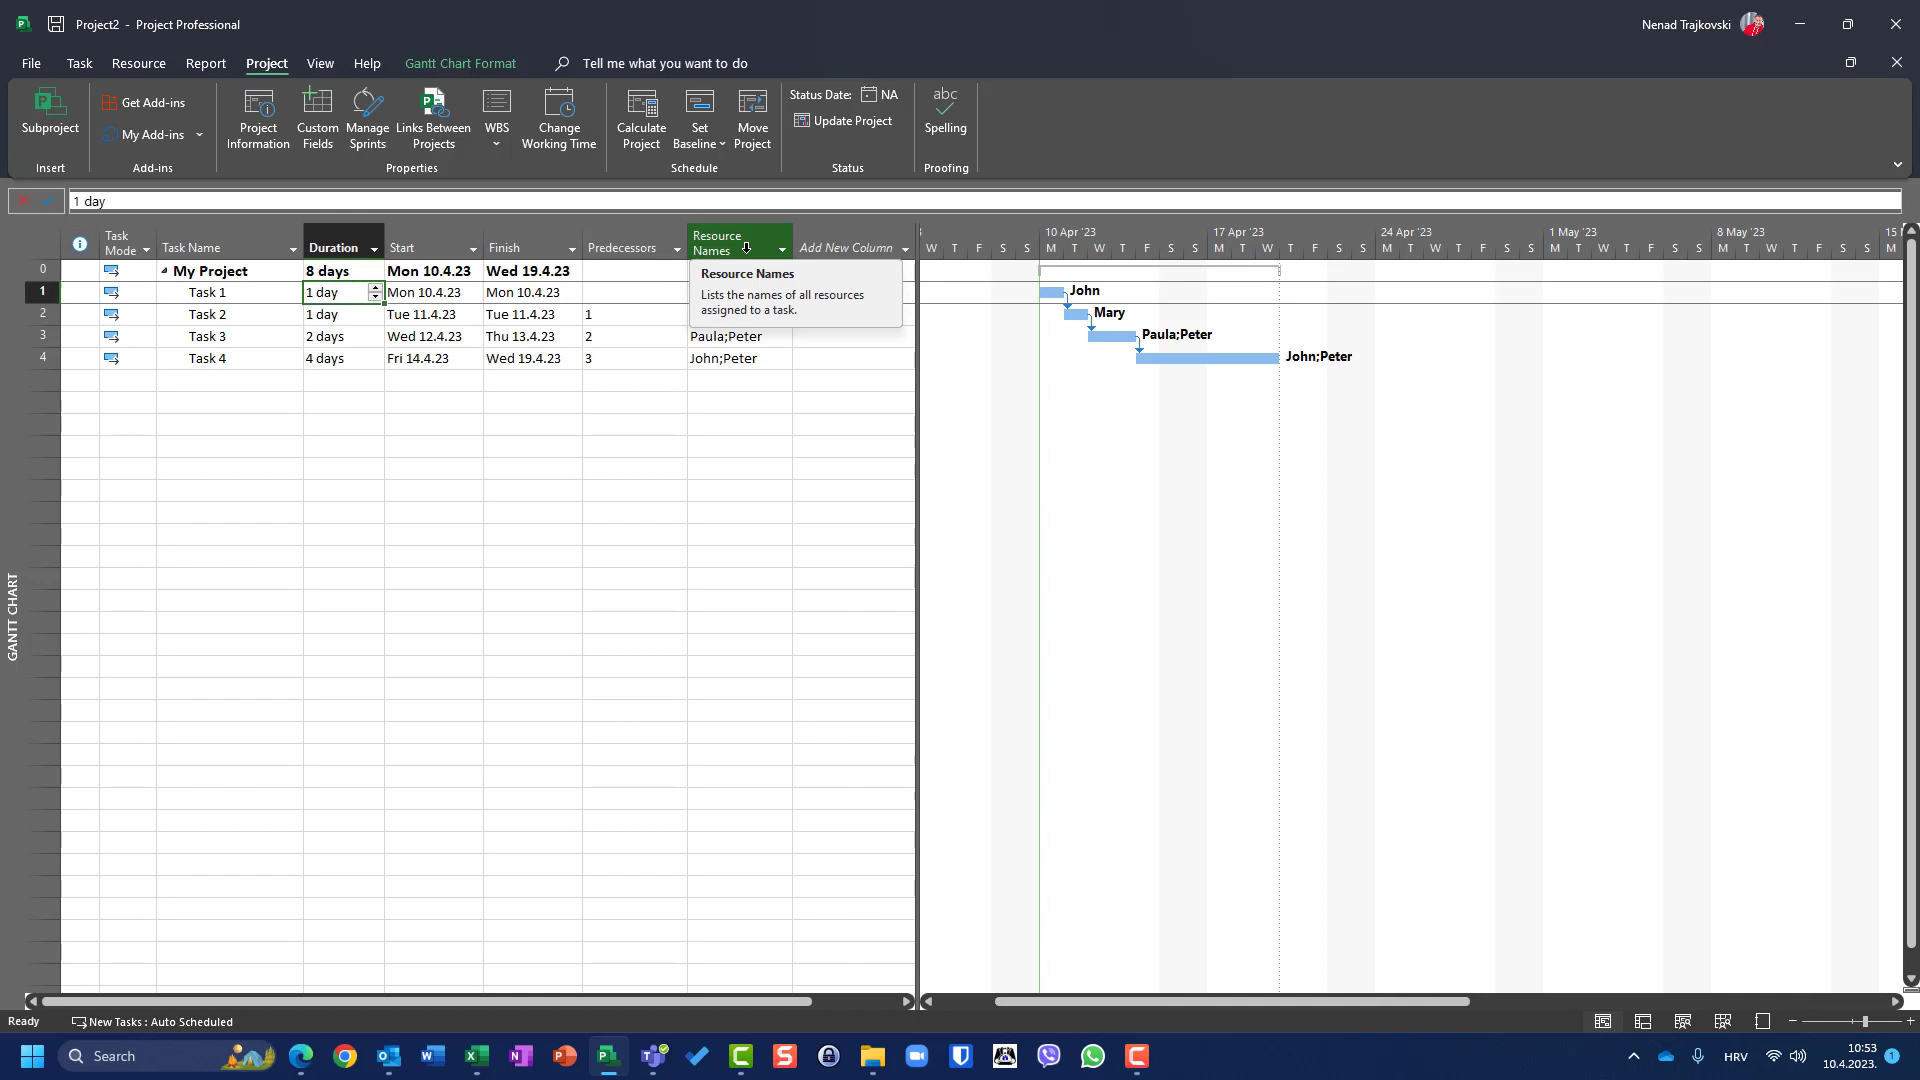 Project2 - Project Professional
Nenad Trajkovski
File Task Resource Report Project View Help Gantt Chart Format Tell me what you want to do
Subproject
Insert
Get Add-ins
My Add-ins
Add-ins
Project
Information
Custom
Fields
Manage
Sprints
Links Between
Projects
WBS
Change
Working Time
Properties
Calculate
Project
Set
Baseline
Move
Project
Schedule
Status Date: NA
Update Project
Status
abc
Spelling
Proofing
1 day
Task
Mode
Task Name
Duration
Start
Finish
Predecessors
Resource
Names
Add New Column
0 My Project 8 days Mon 10.4.23 Wed 19.4.23
1 Task 1 1 day Mon 10.4.23 Mon 10.4.23
2 Task 2 1 day Tue 11.4.23 Tue 11.4.23 1
3 Task 3 2 days Wed 12.4.23 Thu 13.4.23 2 Paula;Peter
4 Task 4 4 days Fri 14.4.23 Wed 19.4.23 3 John;Peter
Resource Names
Lists the names of all resources
assigned to a task.
10 Apr '23 17 Apr '23 24 Apr '23 1 May '23 8 May '23
W T F S S M T W T F S S M T W T F S S M T W T F S S M T W T F S S M T W T F S S M
John
Mary
Paula;Peter
John;Peter
GANTT CHART
Ready New Tasks : Auto Scheduled
Search
HRV
10:53
10.4.2023.
1